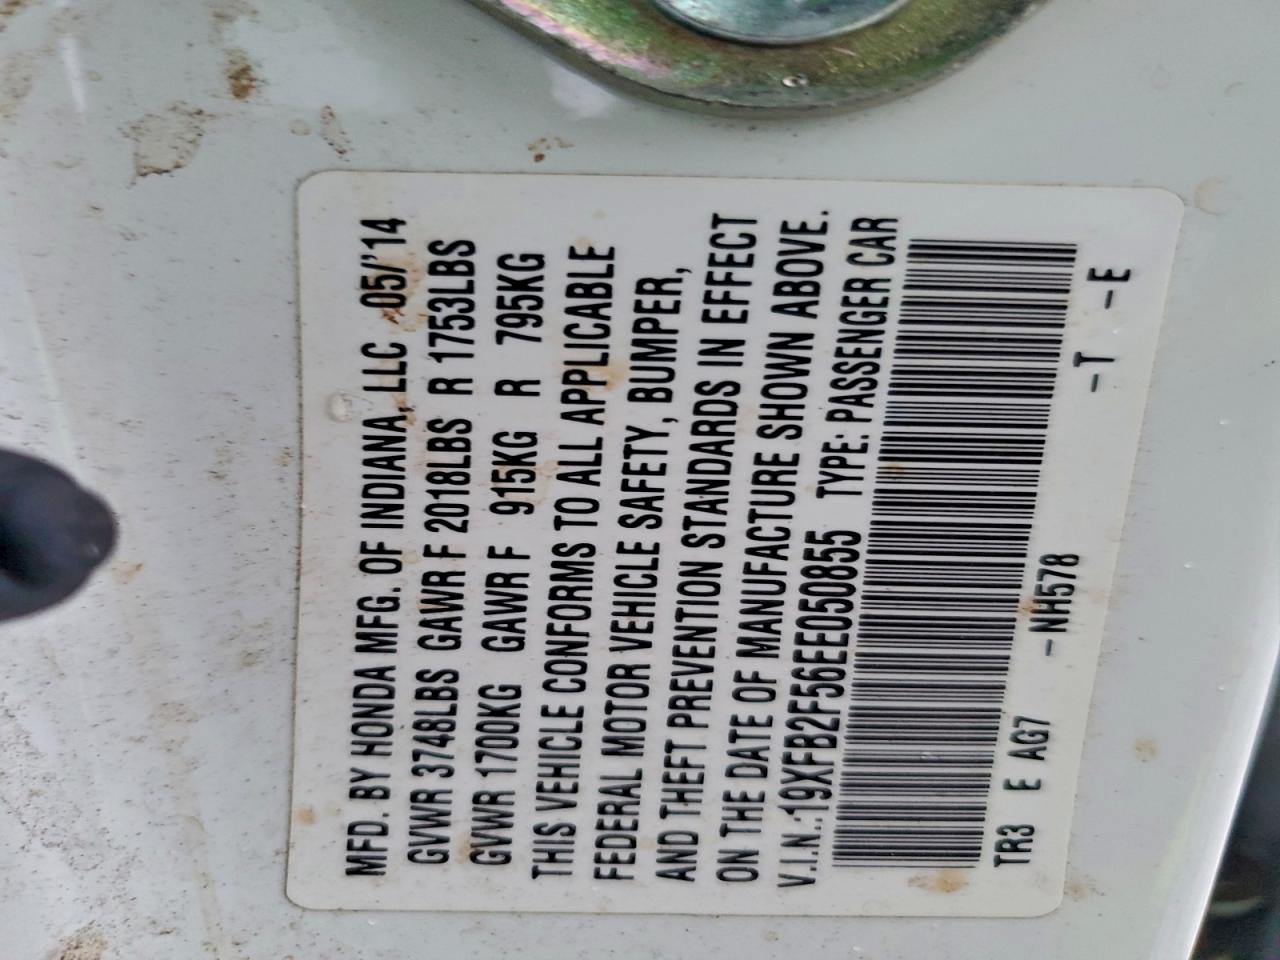 MFD. BY HONDA MFG. OF INDIANA, LLC 05/'14
GVWR 3748LBS GAWR F 2018LBS R 1753LBS
GVWR 1700KG GAWR F 915KG R 795KG
THIS VEHICLE CONFORMS TO ALL APPLICABLE
FEDERAL MOTOR VEHICLE SAFETY, BUMPER,
AND THEFT PREVENTION STANDARDS IN EFFECT
ON THE DATE OF MANUFACTURE SHOWN ABOVE.
V.I.N.:19XFB2F56EE050855 TYPE: PASSENGER CAR
TR3 E AG7 -NH578 -T -E